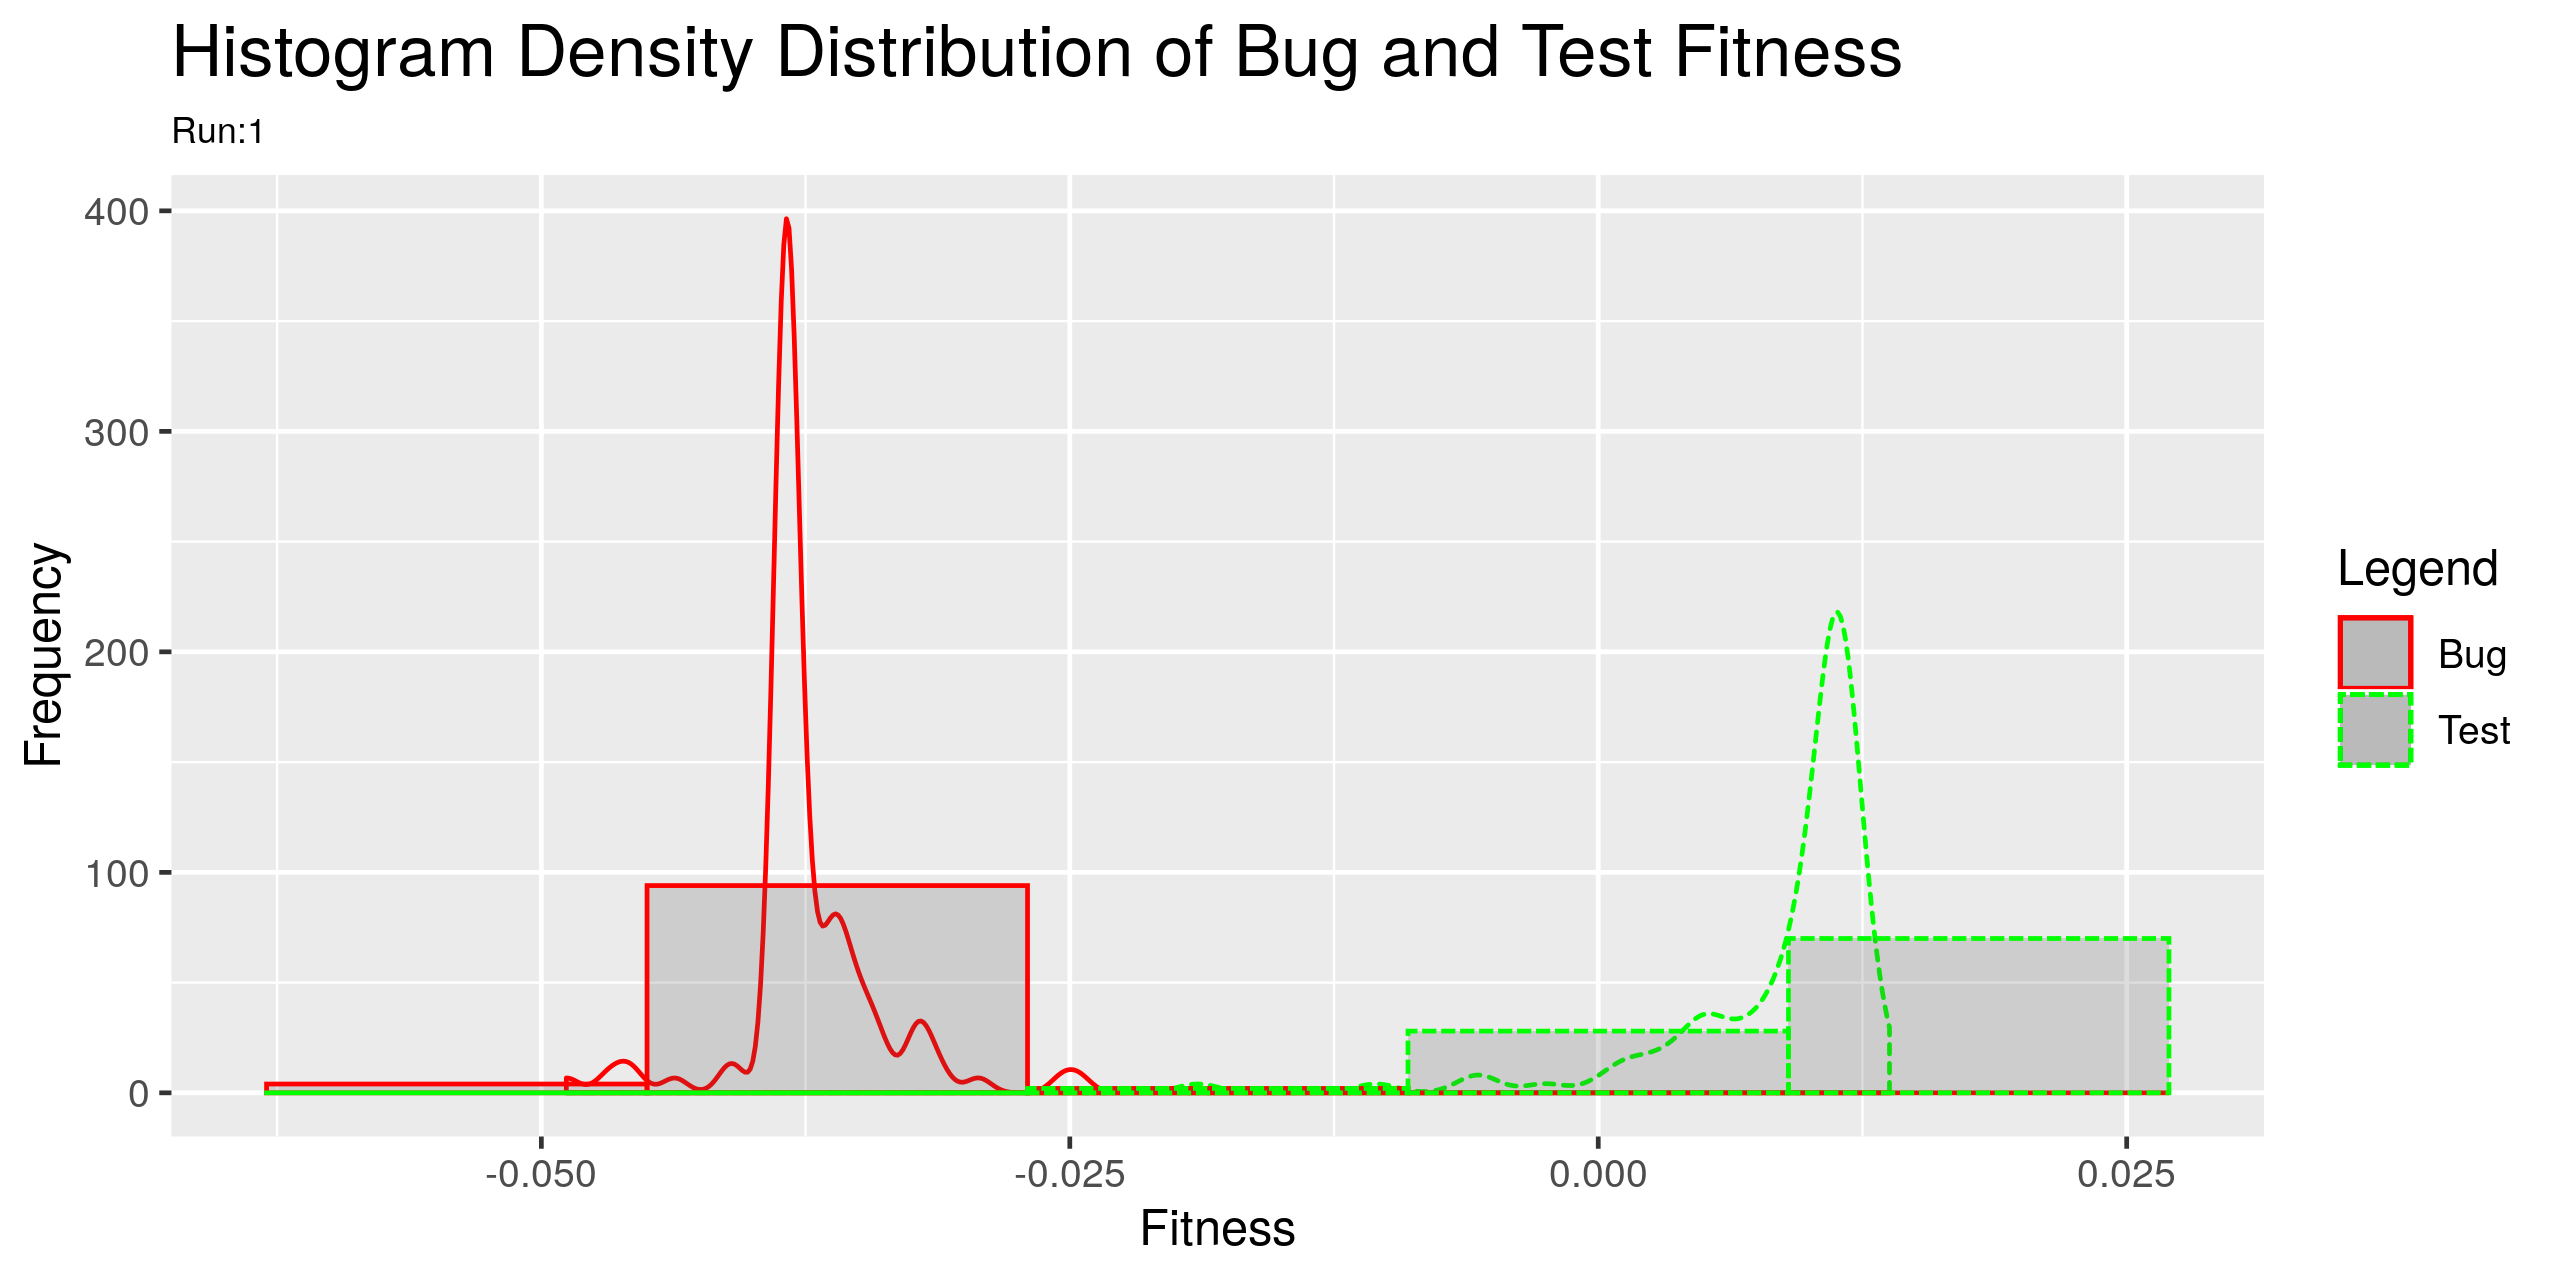 Histogram Density Distribution of Bug and Test Fitness
Run:1
400
300
200
100
0
Frequency
-0.050
-0.025
0.000
0.025
Fitness
Legend
Bug
Test